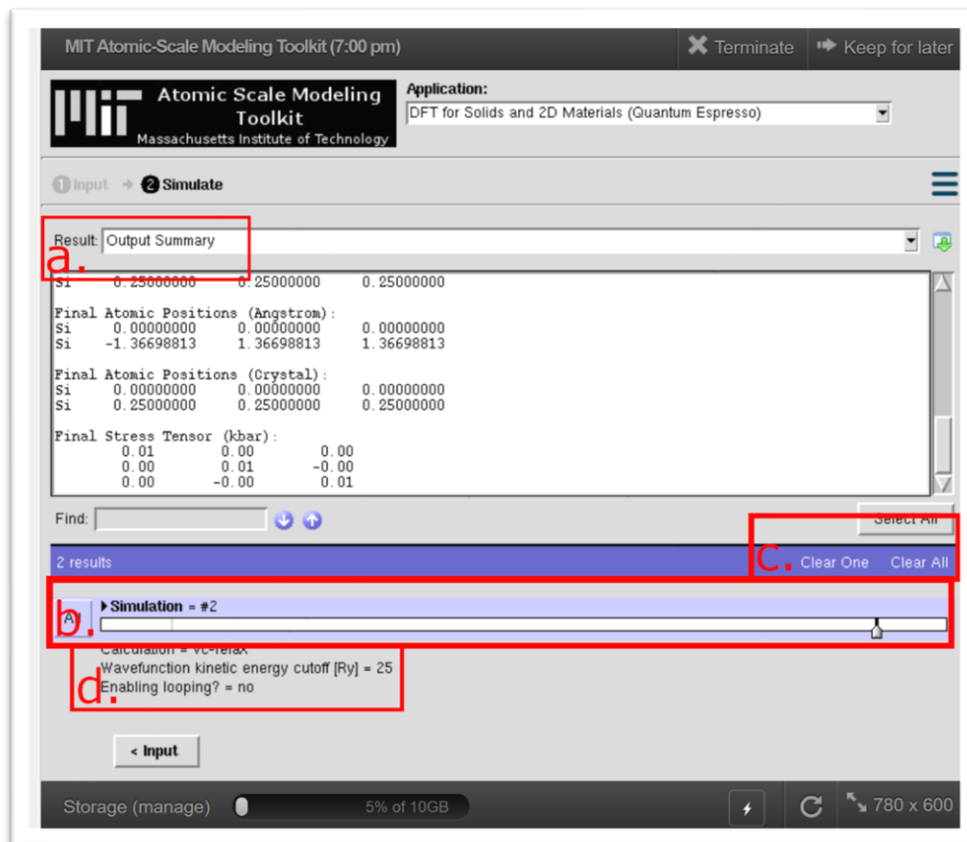 MIT Atomic-Scale Modeling Toolkit (7:00 pm) Terminate Keep for later
Atomic Scale Modeling
Toolkit
Massachusetts Institute of Technology
Application:
DFT for Solids and 2D Materials (Quantum Espresso)
1 Input → 2 Simulate
Result: Output Summary
a.
Si 0.25000000 0.25000000 0.25000000
Final Atomic Positions (Angstrom):
Si 0.00000000 0.00000000 0.00000000
Si -1.36698813 1.36698813 1.36698813
Final Atomic Positions (Crystal):
Si 0.00000000 0.00000000 0.00000000
Si 0.25000000 0.25000000 0.25000000
Final Stress Tensor (kbar):
0.01 0.00 0.00
0.00 0.01 -0.00
0.00 -0.00 0.01
Find: Select All
2 results c. Clear One Clear All
Simulation = #2
b. All
Calculation = vc-relax
Wavefunction kinetic energy cutoff [Ry] = 25
d. Enabling looping? = no
< Input
Storage (manage) 5% of 10GB 780 x 600